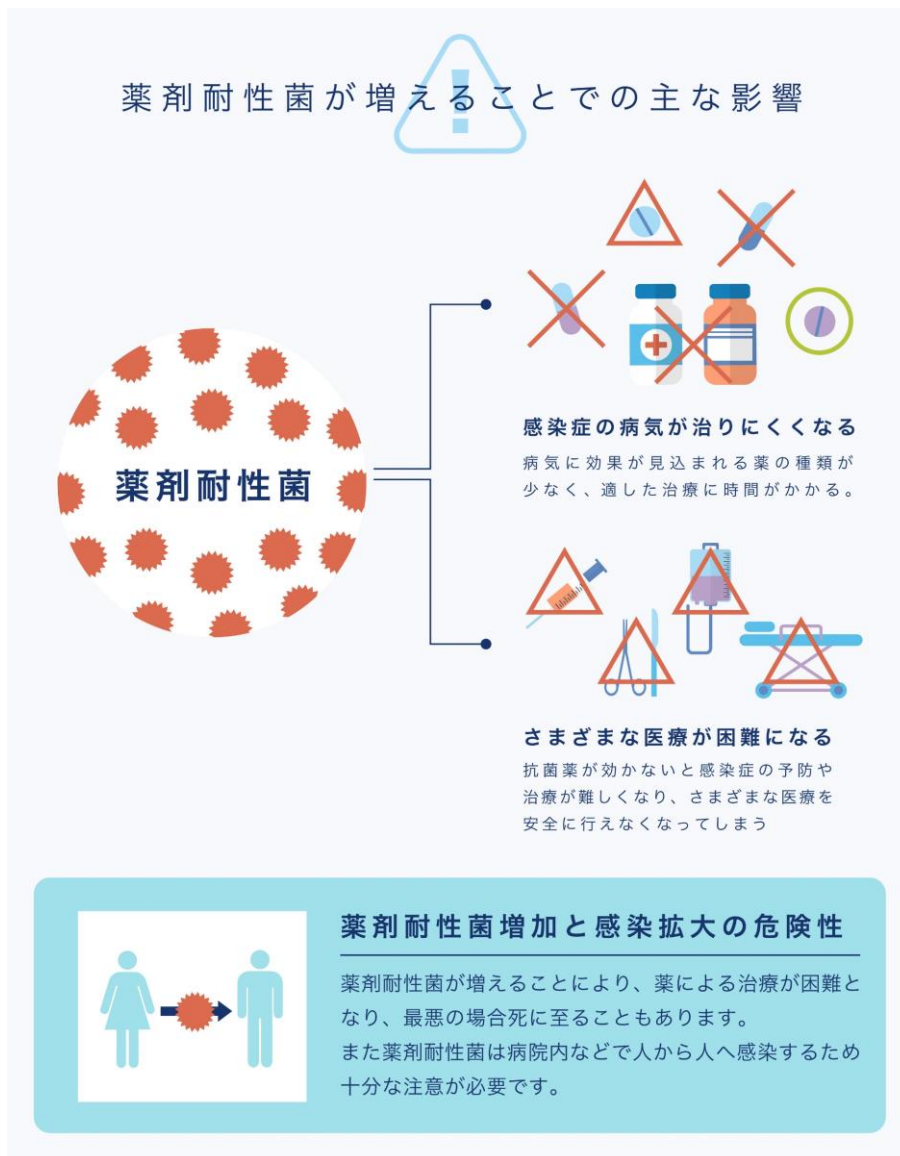 薬剤耐性菌が増えることでの主な影響
薬剤耐性菌
感染症の病気が治りにくくなる
病気に効果が見込まれる薬の種類が
少なく、適した治療に時間がかかる。
さまざまな医療が困難になる
抗菌薬が効かないと感染症の予防や
治療が難しくなり、さまざまな医療を
安全に行えなくなってしまう
薬剤耐性菌増加と感染拡大の危険性
薬剤耐性菌が増えることにより、薬による治療が困難と
なり、最悪の場合死に至ることもあります。
また薬剤耐性菌は病院内などで人から人へ感染するため
十分な注意が必要です。